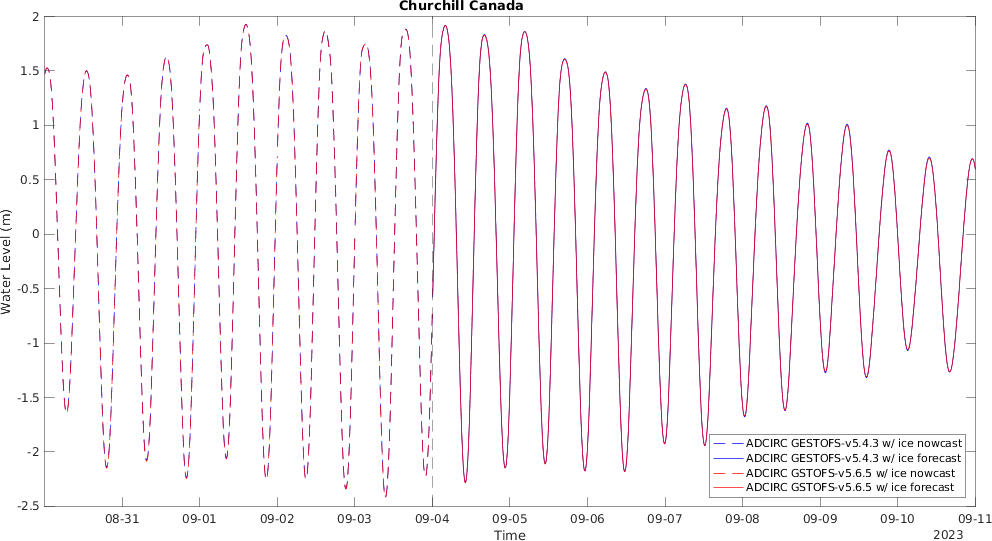 Churchill Canada
2
1.5
1
0.5
0
-0.5
-1
-1.5
-2
-2.5
Water Level (m)
ADCIRC GESTOFS-v5.4.3 w/ ice nowcast
ADCIRC GESTOFS-v5.4.3 w/ ice forecast
ADCIRC GSTOFS-v5.6.5 w/ ice nowcast
ADCIRC GSTOFS-v5.6.5 w/ ice forecast
08-31 09-01 09-02 09-03 09-04 09-05 09-06 09-07 09-08 09-09 09-10 09-11
Time
2023